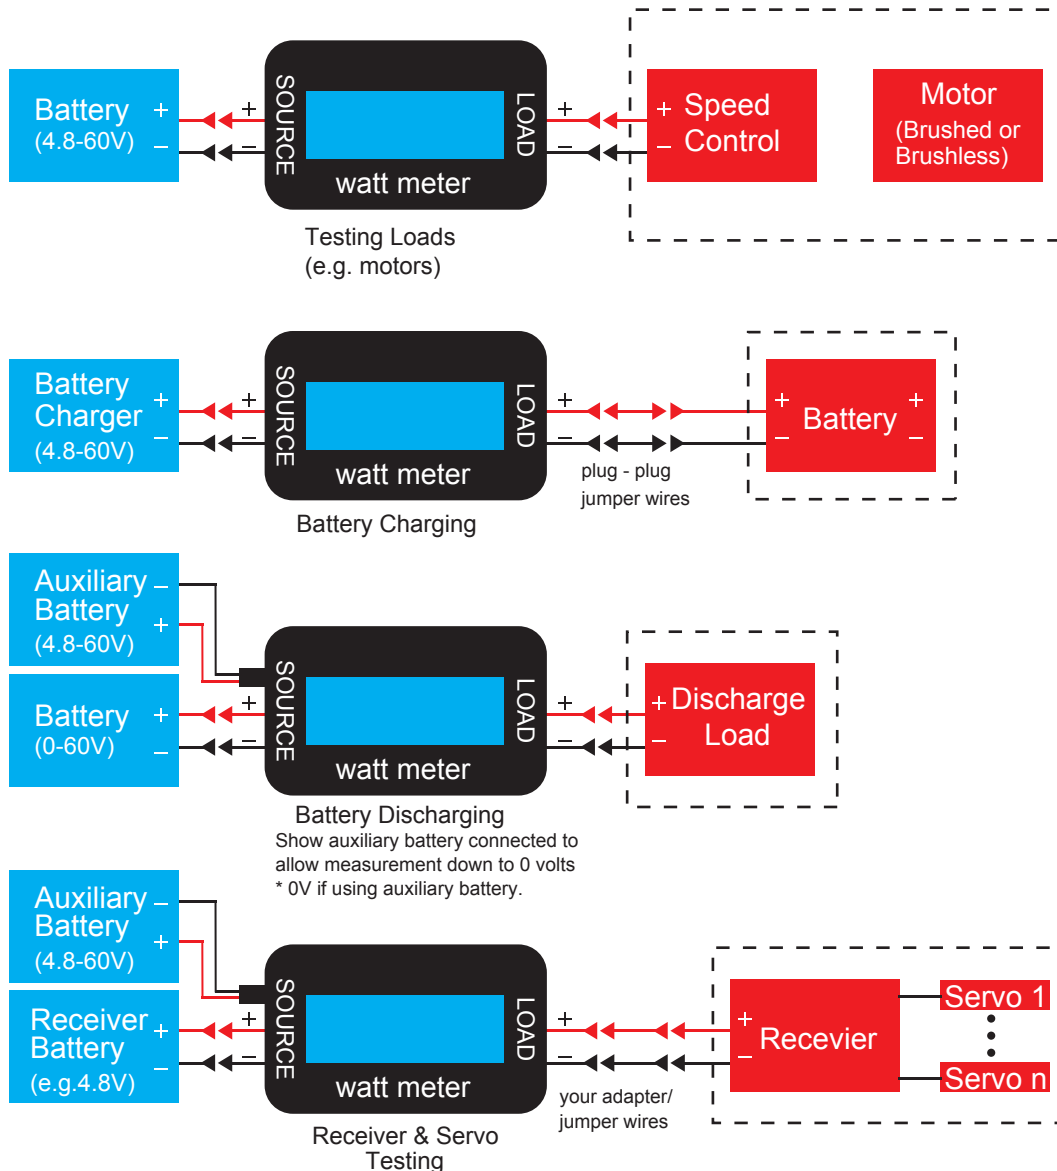 Battery
(4.8-60V)
+
−
+
−
SOURCE
watt meter
LOAD
+
−
+
−
Speed
Control
Motor
(Brushed or
Brushless)
Testing Loads
(e.g. motors)
Battery
Charger
(4.8-60V)
+
−
+
−
SOURCE
watt meter
LOAD
+
−
plug - plug
jumper wires
+
−
Battery
+
−
Battery Charging
Auxiliary
Battery
(4.8-60V)
−
+
Battery
(0-60V)
+
−
+
−
SOURCE
watt meter
LOAD
+
−
+
−
Discharge
Load
Battery Discharging
Show auxiliary battery connected to
allow measurement down to 0 volts
* 0V if using auxiliary battery.
Auxiliary
Battery
(4.8-60V)
−
+
Receiver
Battery
(e.g.4.8V)
+
−
+
−
SOURCE
watt meter
LOAD
+
−
your adapter/
jumper wires
+
−
Recevier
Servo 1
Servo n
Receiver & Servo
Testing